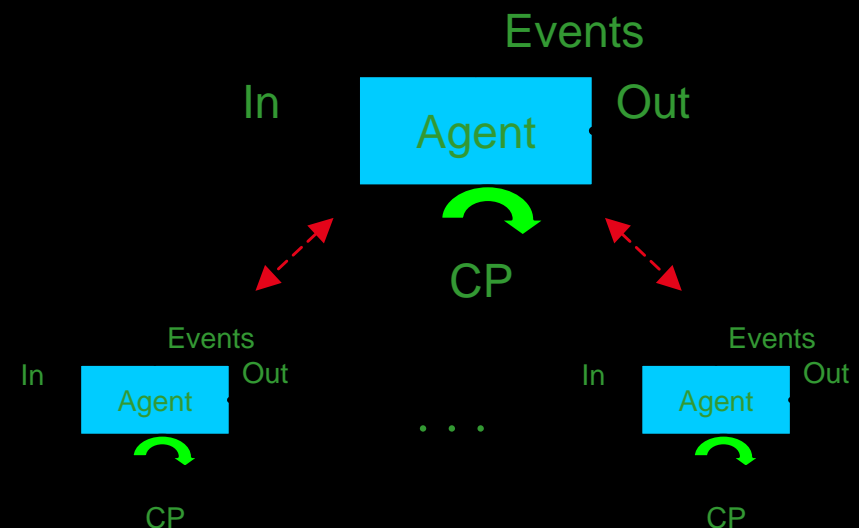 Events
In
Out
Agent
CP
Events
In
Out
Agent
CP
. . .
Events
In
Out
Agent
CP